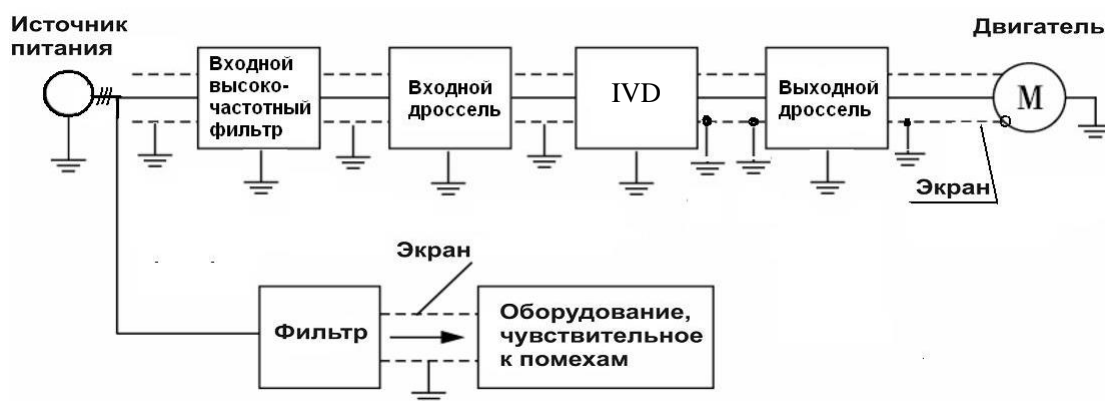 Источник
питания
Входной
высоко-
частотный
фильтр
Входной
дроссель
IVD
Выходной
дроссель
Двигатель
М
Экран
Экран
Фильтр
Оборудование,
чувствительное
к помехам